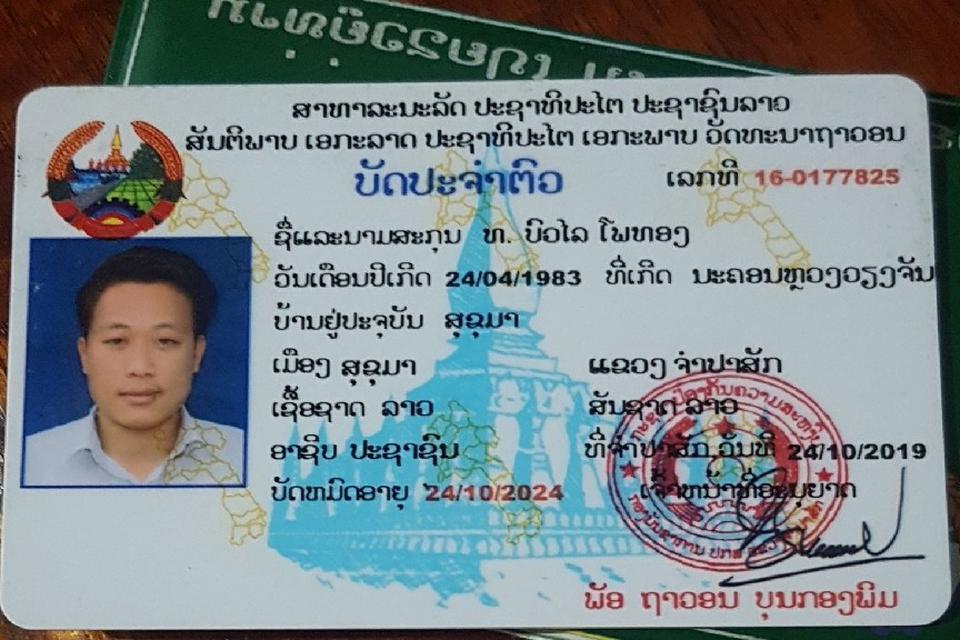 ສາທາລະນະລັດ ປະຊາທິປະໄຕ ປະຊາຊົນລາວ
ສັນຕິພາບ ເອກະລາດ ປະຊາທິປະໄຕ ເອກະພາບ ວັດທະນາຖາວອນ
ບັດປະຈຳຕົວ
ເລກທີ 16-0177825
ຊື່ແລະນາມສະກຸນ ທ. ບົວໄລ ໂພທອງ
ວັນເດືອນປີເກີດ 24/04/1983 ທີ່ເກີດ ນະຄອນຫຼວງວຽງຈັນ
ບ້ານຢູ່ປະຈຸບັນ ສຸຂຸມາ
ເມືອງ ສຸຂຸມາ ແຂວງ ຈຳປາສັກ
ເຊື້ອຊາດ ລາວ ສັນຊາດ ລາວ
ອາຊີບ ປະຊາຊົນ ທີ່ຈຳປາສັກ ວັນທີ 24/10/2019
ບັດຫມົດອາຍຸ 24/10/2024 ເຈົ້າຫນ້າທີ່ອະນຸຍາດ
ພັອ ຖາວອນ ບຸນກອງພິມ